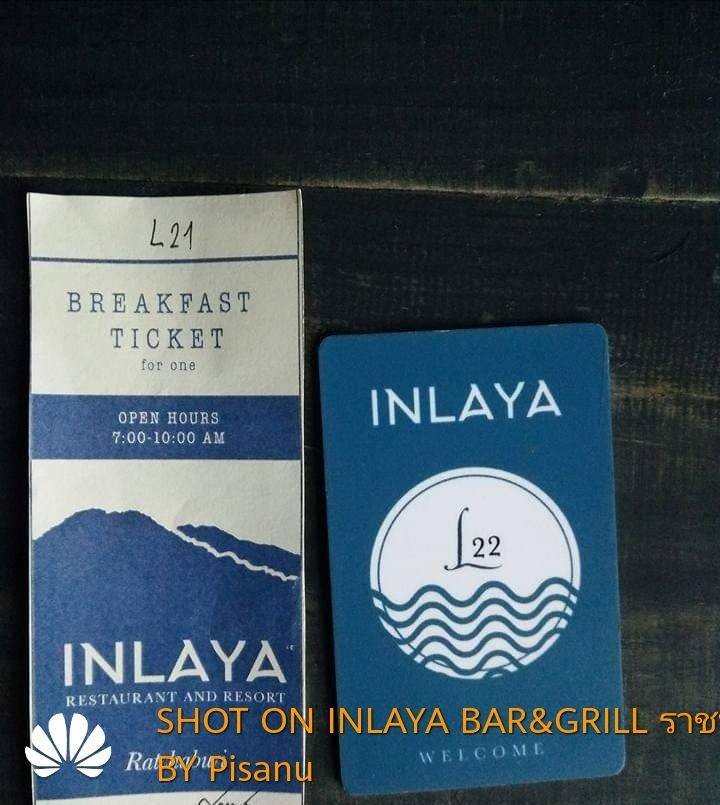 L21
BREAKFAST
TICKET
for one
OPEN HOURS
7:00-10:00 AM
INLAYA
RESTAURANT AND RESORT
Ratchaburi
INLAYA
L22
WELCOME
SHOT ON INLAYA BAR&GRILL ราช
BY Pisanu